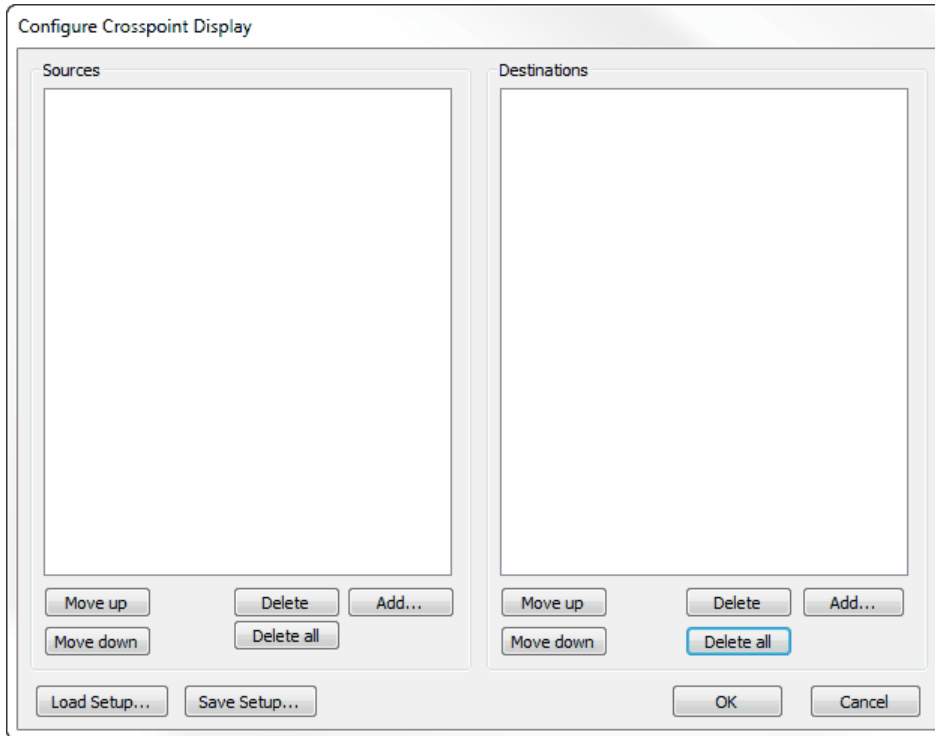 Configure Crosspoint Display
Sources
Destinations
Move up
Delete
Add...
Move down
Delete all
Move up
Delete
Add...
Move down
Delete all
Load Setup...
Save Setup...
OK
Cancel